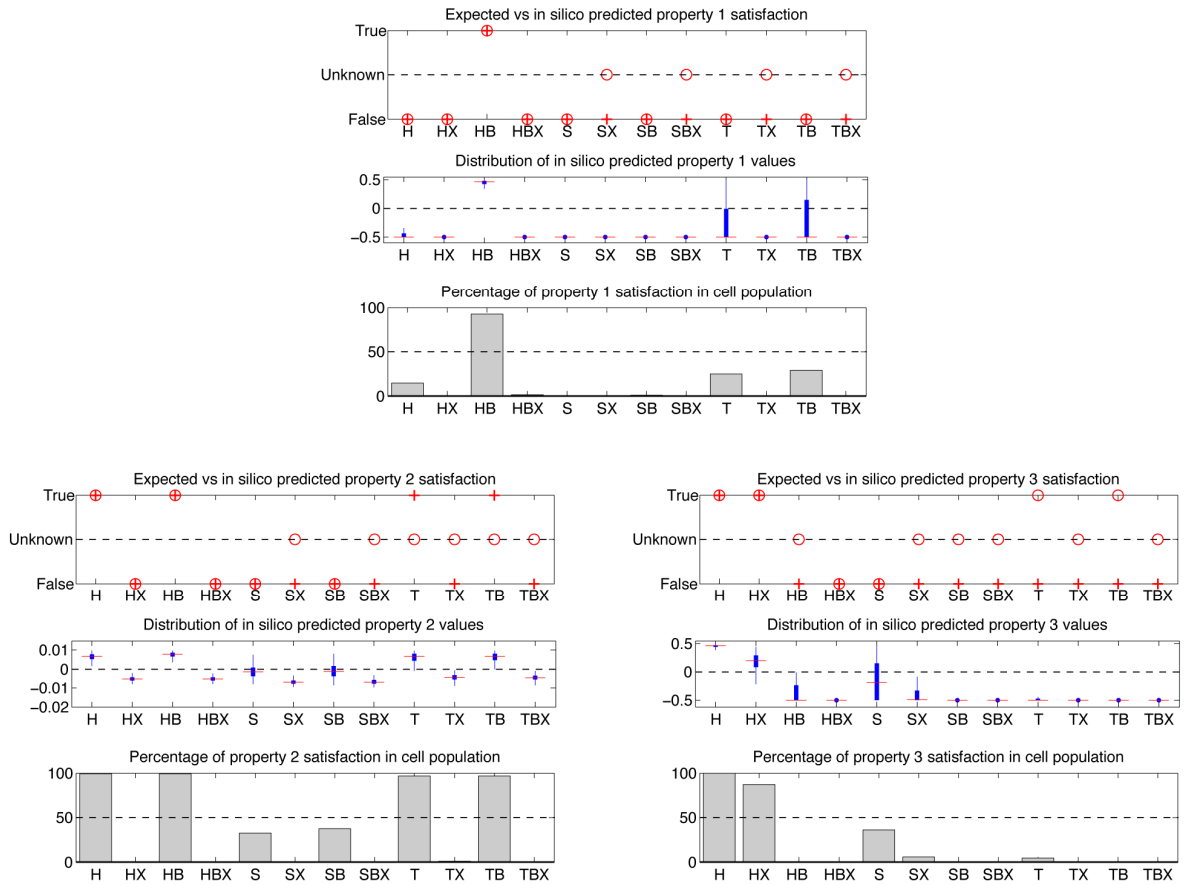 Expected vs in silico predicted property 1 satisfaction
True
Unknown
False
H HX HB HBX S SX SB SBX T TX TB TBX
Distribution of in silico predicted property 1 values
0.5
0
−0.5
H HX HB HBX S SX SB SBX T TX TB TBX
Percentage of property 1 satisfaction in cell population
100
50
0
H HX HB HBX S SX SB SBX T TX TB TBX
Expected vs in silico predicted property 2 satisfaction
True
Unknown
False
H HX HB HBX S SX SB SBX T TX TB TBX
Distribution of in silico predicted property 2 values
0.01
0
−0.01
−0.02
H HX HB HBX S SX SB SBX T TX TB TBX
Percentage of property 2 satisfaction in cell population
100
50
0
H HX HB HBX S SX SB SBX T TX TB TBX
Expected vs in silico predicted property 3 satisfaction
True
Unknown
False
H HX HB HBX S SX SB SBX T TX TB TBX
Distribution of in silico predicted property 3 values
0.5
0
−0.5
H HX HB HBX S SX SB SBX T TX TB TBX
Percentage of property 3 satisfaction in cell population
100
50
0
H HX HB HBX S SX SB SBX T TX TB TBX